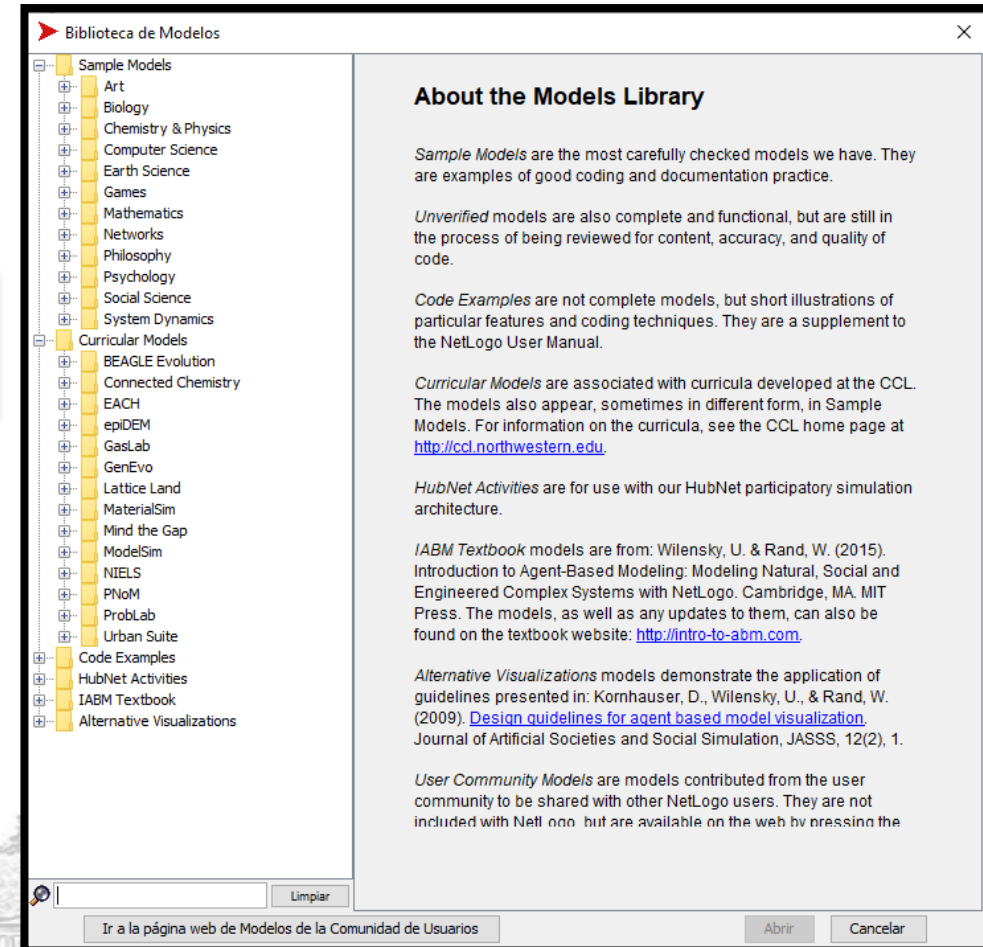 Biblioteca de Modelos
Sample Models
Art
Biology
Chemistry & Physics
Computer Science
Earth Science
Games
Mathematics
Networks
Philosophy
Psychology
Social Science
System Dynamics
Curricular Models
BEAGLE Evolution
Connected Chemistry
EACH
epiDEM
GasLab
GenEvo
Lattice Land
MaterialSim
Mind the Gap
ModelSim
NIELS
PNoM
ProbLab
Urban Suite
Code Examples
HubNet Activities
IABM Textbook
Alternative Visualizations
Limpiar
About the Models Library
Sample Models are the most carefully checked models we have. They
are examples of good coding and documentation practice.
Unverified models are also complete and functional, but are still in
the process of being reviewed for content, accuracy, and quality of
code.
Code Examples are not complete models, but short illustrations of
particular features and coding techniques. They are a supplement to
the NetLogo User Manual.
Curricular Models are associated with curricula developed at the CCL.
The models also appear, sometimes in different form, in Sample
Models. For information on the curricula, see the CCL home page at
http://ccl.northwestern.edu.
HubNet Activities are for use with our HubNet participatory simulation
architecture.
IABM Textbook models are from: Wilensky, U. & Rand, W. (2015).
Introduction to Agent-Based Modeling: Modeling Natural, Social and
Engineered Complex Systems with NetLogo. Cambridge, MA. MIT
Press. The models, as well as any updates to them, can also be
found on the textbook website: http://intro-to-abm.com.
Alternative Visualizations models demonstrate the application of
guidelines presented in: Kornhauser, D., Wilensky, U., & Rand, W.
(2009). Design guidelines for agent based model visualization.
Journal of Artificial Societies and Social Simulation, JASSS, 12(2), 1.
User Community Models are models contributed from the user
community to be shared with other NetLogo users. They are not
included with NetLogo, but are available on the web by pressing the
Ir a la página web de Modelos de la Comunidad de Usuarios
Abrir
Cancelar